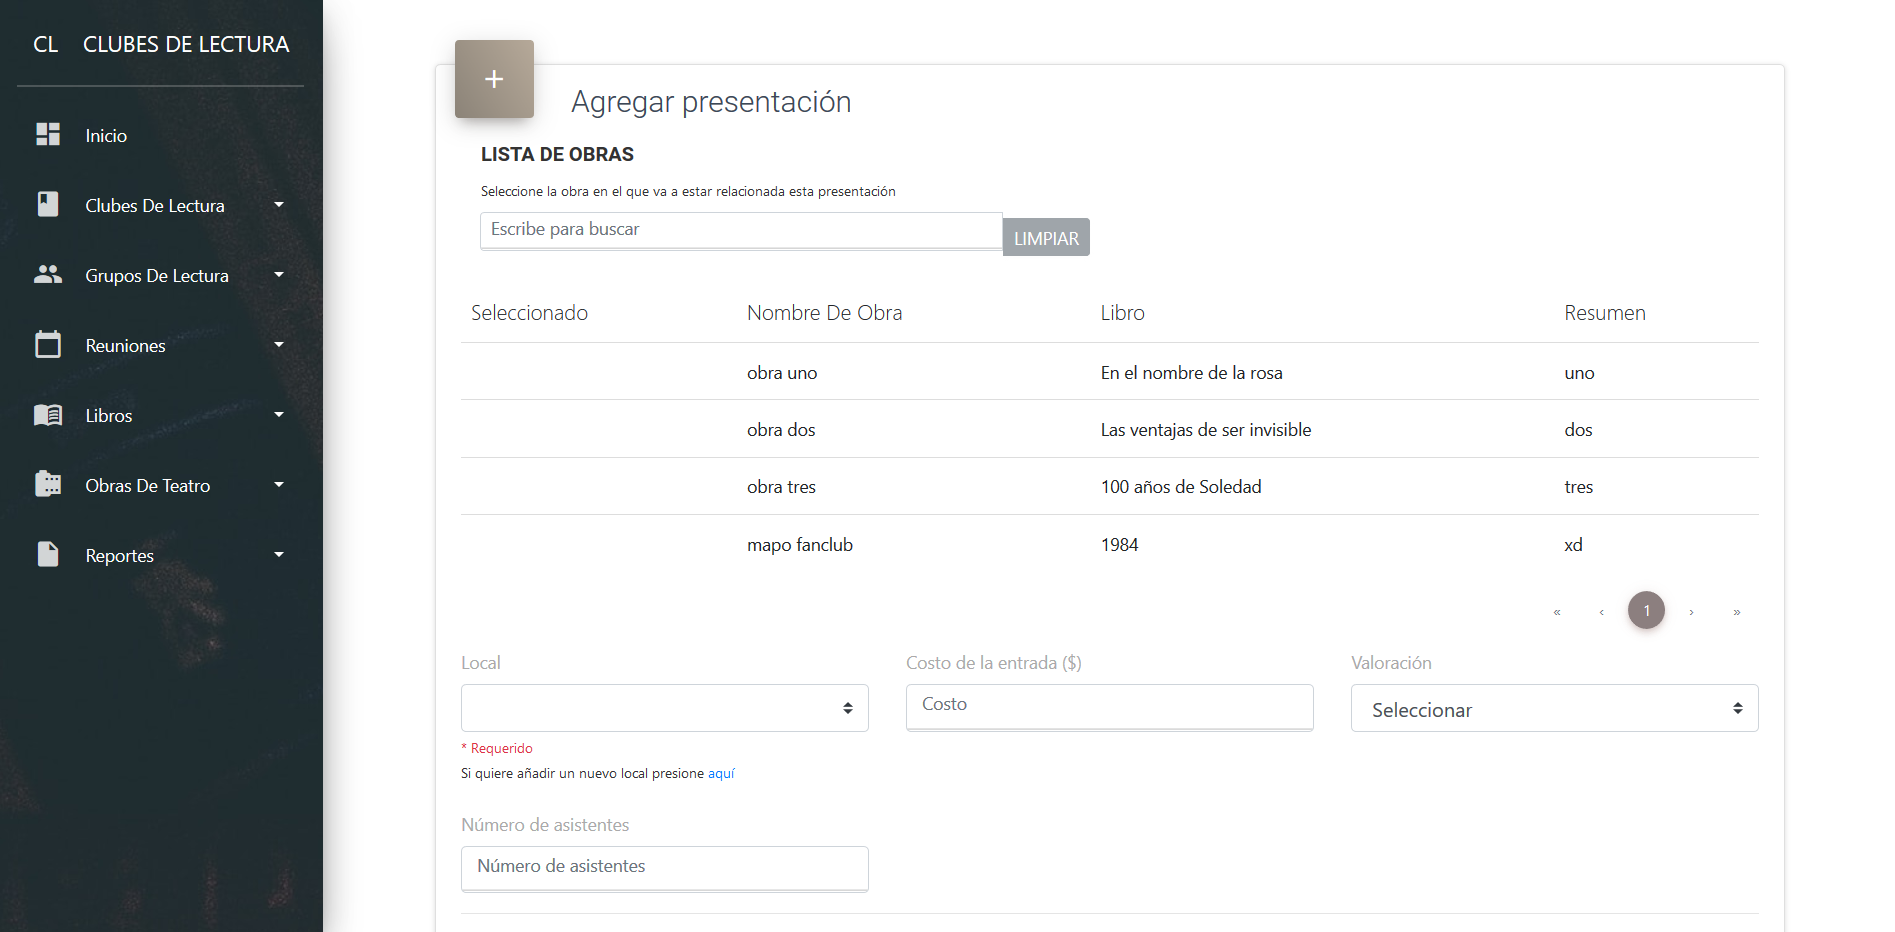 CL CLUBES DE LECTURA
Inicio
Clubes De Lectura
Grupos De Lectura
Reuniones
Libros
Obras De Teatro
Reportes
+
Agregar presentación
LISTA DE OBRAS
Seleccione la obra en el que va a estar relacionada esta presentación
Escribe para buscar LIMPIAR
Seleccionado Nombre De Obra Libro Resumen
obra uno En el nombre de la rosa uno
obra dos Las ventajas de ser invisible dos
obra tres 100 años de Soledad tres
mapo fanclub 1984 xd
« ‹ 1 › »
Local Costo de la entrada ($) Valoración
Costo Seleccionar
* Requerido
Si quiere añadir un nuevo local presione aquí
Número de asistentes
Número de asistentes